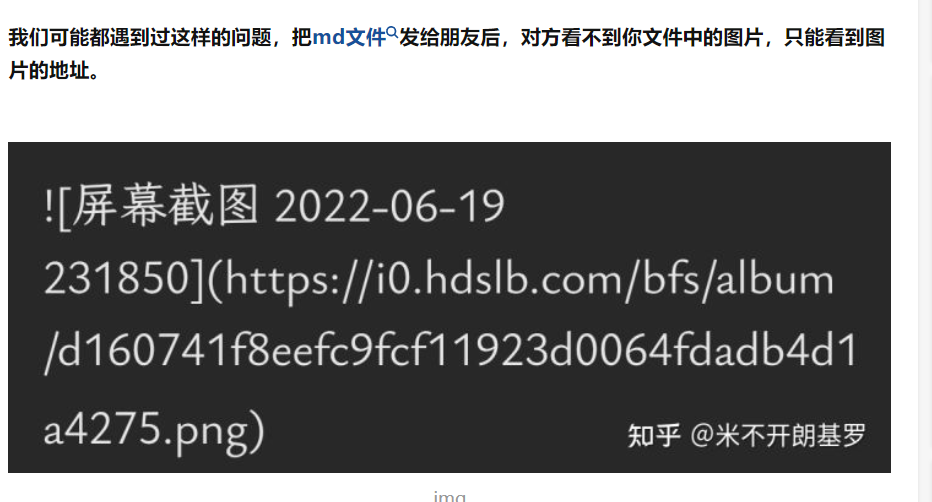 我们可能都遇到过这样的问题，把md文件发给朋友后，对方看不到你文件中的图片，只能看到图
片的地址。
![屏幕截图 2022-06-19
231850](https://i0.hdslb.com/bfs/album
/d160741f8eefc9fcf11923d0064fdadb4d1
a4275.png)
知乎 @米不开朗基罗
img